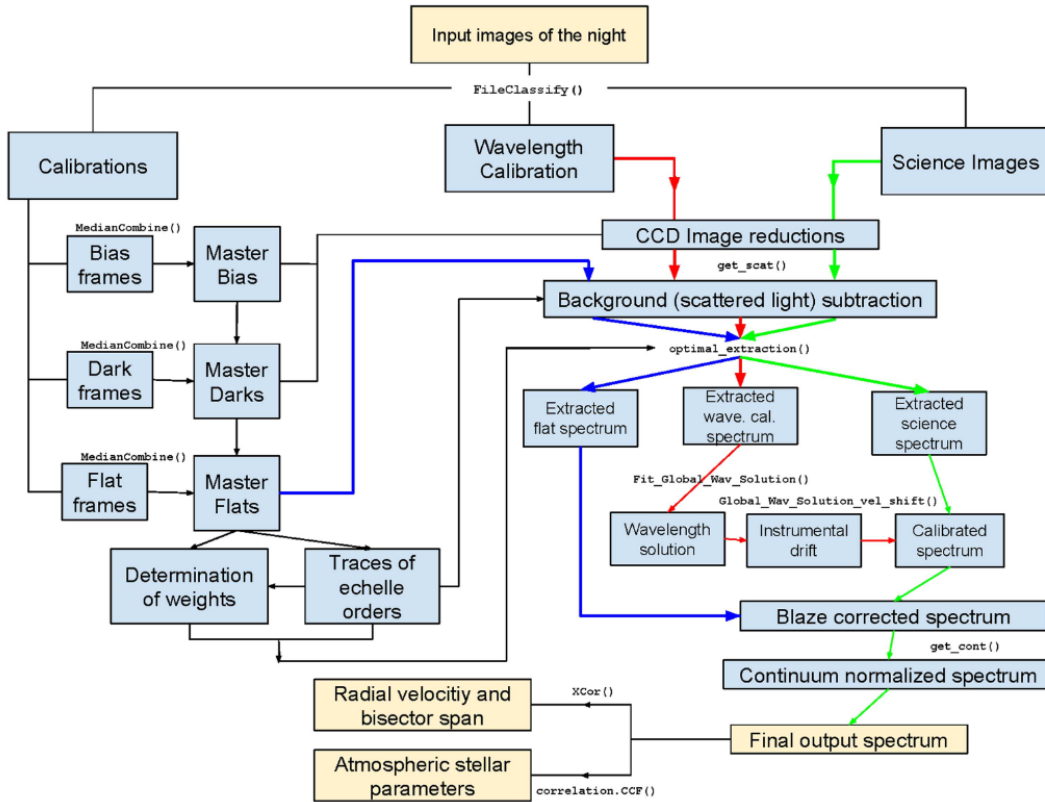 Input images of the night
FileClassify()
Calibrations
Wavelength
Calibration
Science Images
MedianCombine()
Bias
frames
Master
Bias
CCD Image reductions
get_scat()
Background (scattered light) subtraction
MedianCombine()
Dark
frames
Master
Darks
optimal_extraction()
Extracted
flat spectrum
Extracted
wave. cal.
spectrum
Extracted
science
spectrum
MedianCombine()
Flat
frames
Master
Flats
Fit_Global_Wav_Solution()
Global_Wav_Solution_vel_shift()
Wavelength
solution
Instrumental
drift
Calibrated
spectrum
Determination
of weights
Traces of
echelle
orders
Blaze corrected spectrum
get_cont()
Continuum normalized spectrum
Radial velocitiy and
bisector span
XCor()
Final output spectrum
Atmospheric stellar
parameters
correlation.CCF()